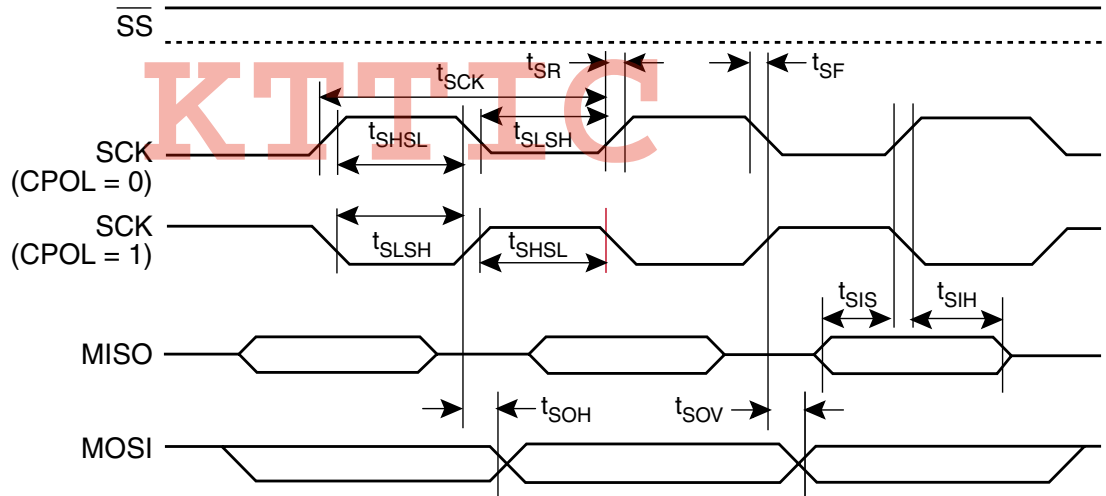 SS
KTTIC
tSCK
tSR
tSF
tSHSL
tSLSH
SCK
(CPOL = 0)
SCK
(CPOL = 1)
tSLSH
tSHSL
tSIS
tSIH
MISO
tSOH
tSOV
MOSI